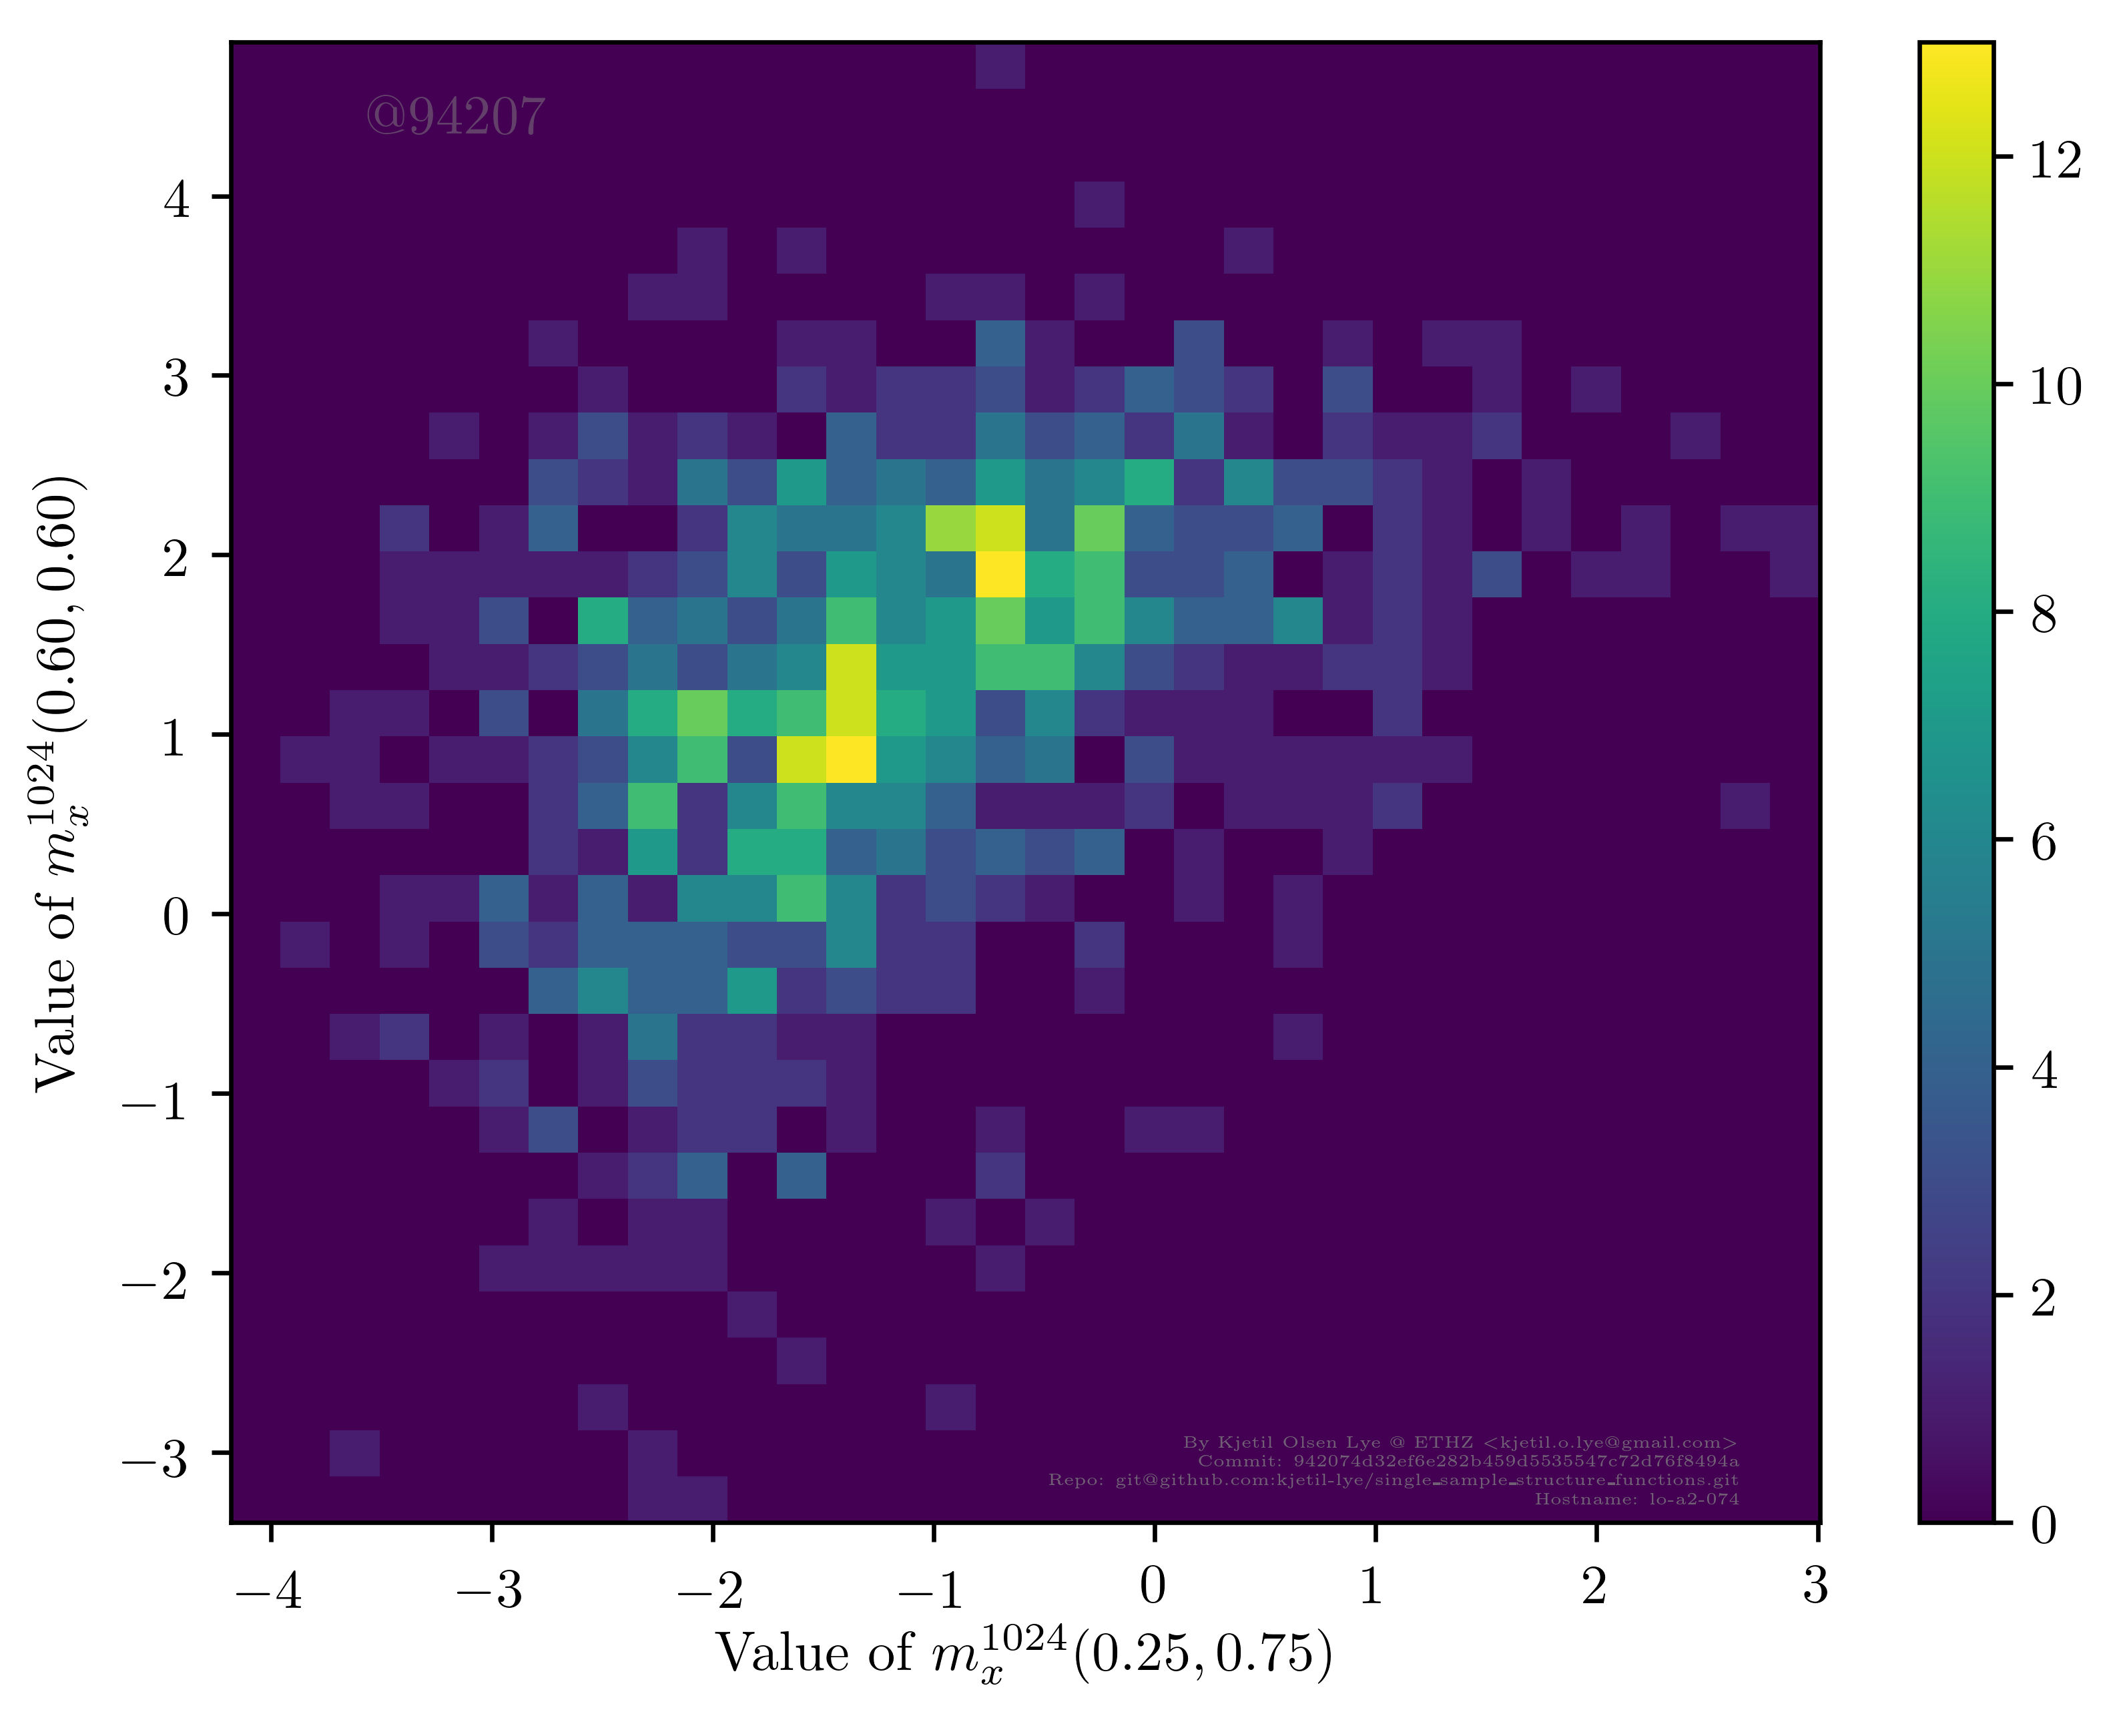 @94207
4
3
2
1
0
−1
−2
−3
Value of m_x^{1024}(0.60, 0.60)
−4 −3 −2 −1 0 1 2 3
Value of m_x^{1024}(0.25, 0.75)
12
10
8
6
4
2
0
By Kjetil Olsen Lye @ ETHZ <kjetil.o.lye@gmail.com>
Commit: 942074d32ef6e282b459d5535547c72d76f8494a
Repo: git@github.com:kjetil-lye/single_sample_structure_functions.git
Hostname: lo-a2-074